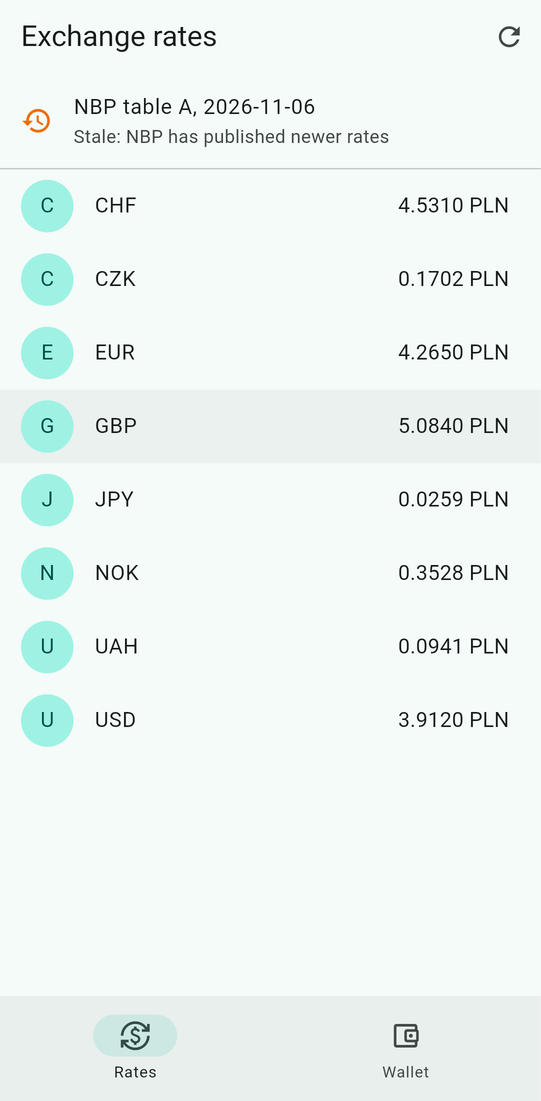 Exchange rates
NBP table A, 2026-11-06
Stale: NBP has published newer rates
C CHF 4.5310 PLN
C CZK 0.1702 PLN
E EUR 4.2650 PLN
G GBP 5.0840 PLN
J JPY 0.0259 PLN
N NOK 0.3528 PLN
U UAH 0.0941 PLN
U USD 3.9120 PLN
Rates Wallet